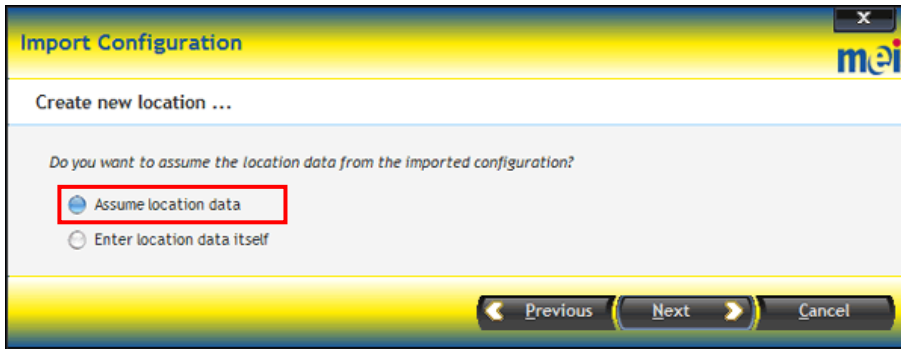 x
Import Configuration
mei
Create new location ...
Do you want to assume the location data from the imported configuration?
Assume location data
Enter location data itself
Previous Next Cancel